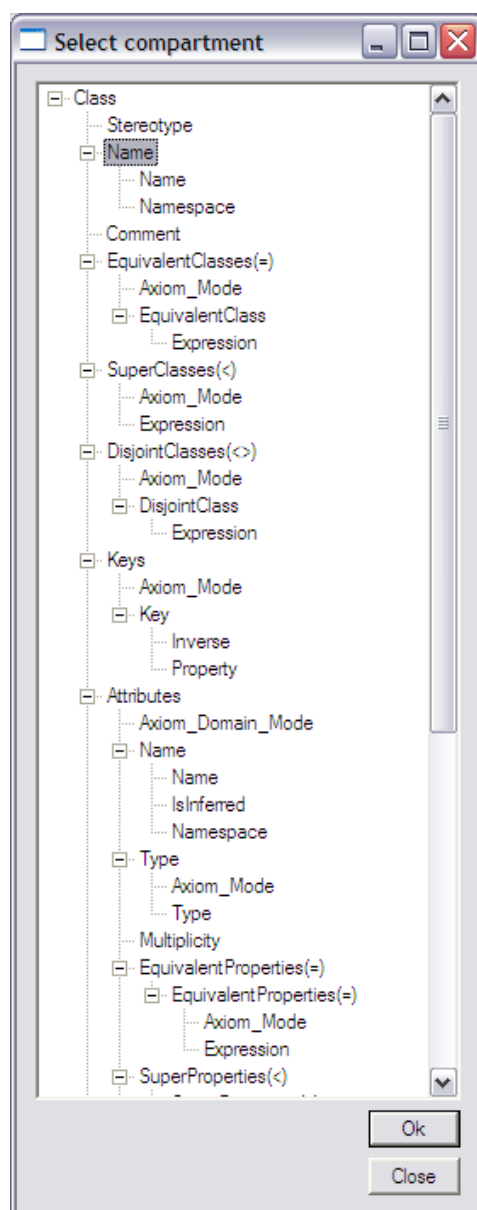 Select compartment
Class
Stereotype
Name
Name
Namespace
Comment
EquivalentClasses(=)
Axiom_Mode
EquivalentClass
Expression
SuperClasses(<)
Axiom_Mode
Expression
DisjointClasses(<>)
Axiom_Mode
DisjointClass
Expression
Keys
Axiom_Mode
Key
Inverse
Property
Attributes
Axiom_Domain_Mode
Name
Name
IsInferred
Namespace
Type
Axiom_Mode
Type
Multiplicity
EquivalentProperties(=)
EquivalentProperties(=)
Axiom_Mode
Expression
SuperProperties(<)
Ok
Close